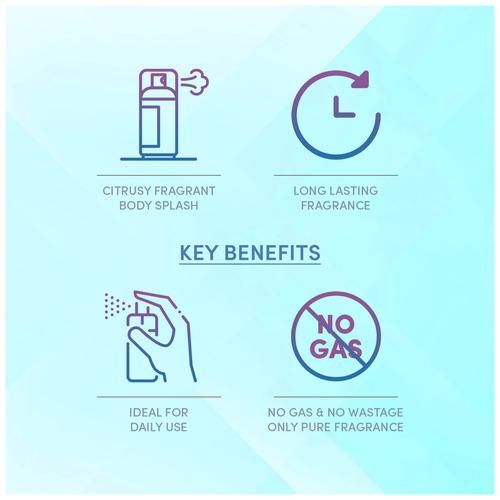 CITRUSY FRAGRANT
BODY SPLASH
LONG LASTING
FRAGRANCE
KEY BENEFITS
NO
GAS
IDEAL FOR
DAILY USE
NO GAS & NO WASTAGE
ONLY PURE FRAGRANCE